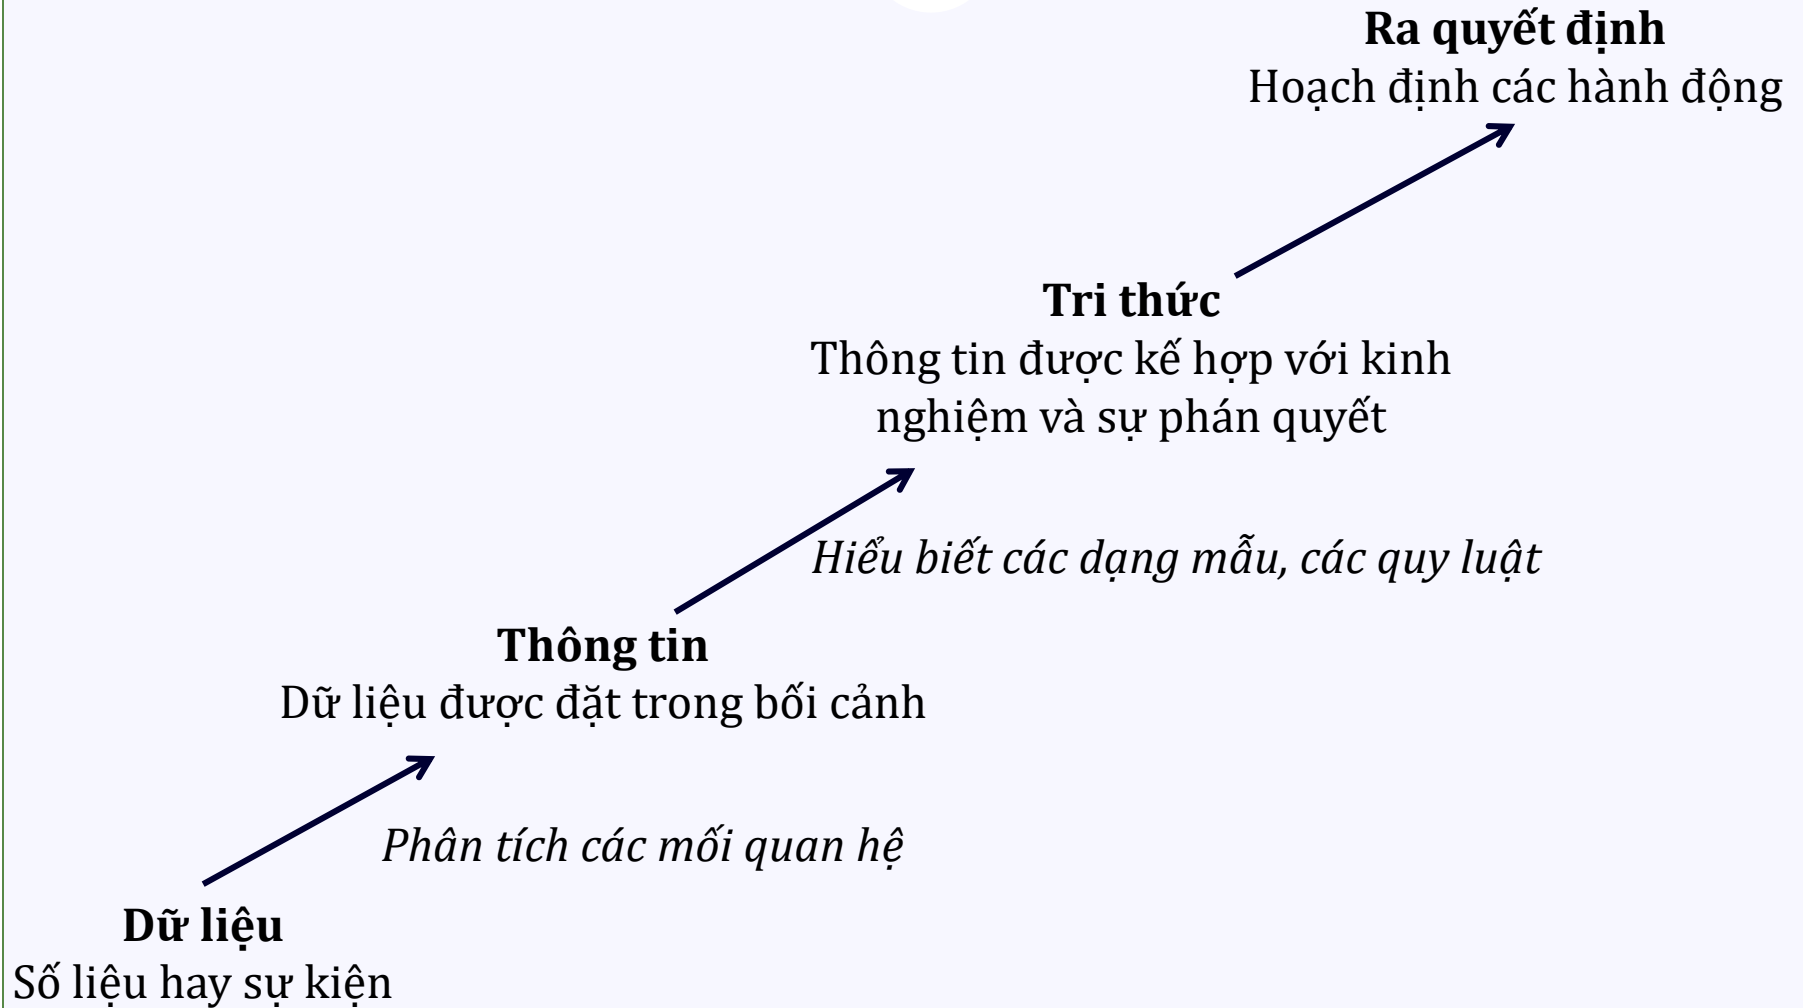 Ra quyết định
Hoạch định các hành động
Tri thức
Thông tin được kế hợp với kinh
nghiệm và sự phán quyết
Hiểu biết các dạng mẫu, các quy luật
Thông tin
Dữ liệu được đặt trong bối cảnh
Phân tích các mối quan hệ
Dữ liệu
Số liệu hay sự kiện